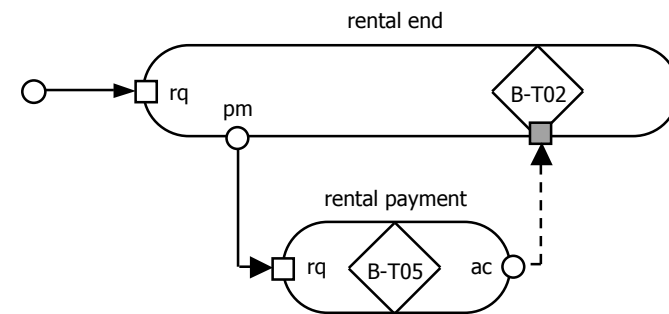 rental end
rq
B-T02
pm
rental payment
rq
B-T05
ac